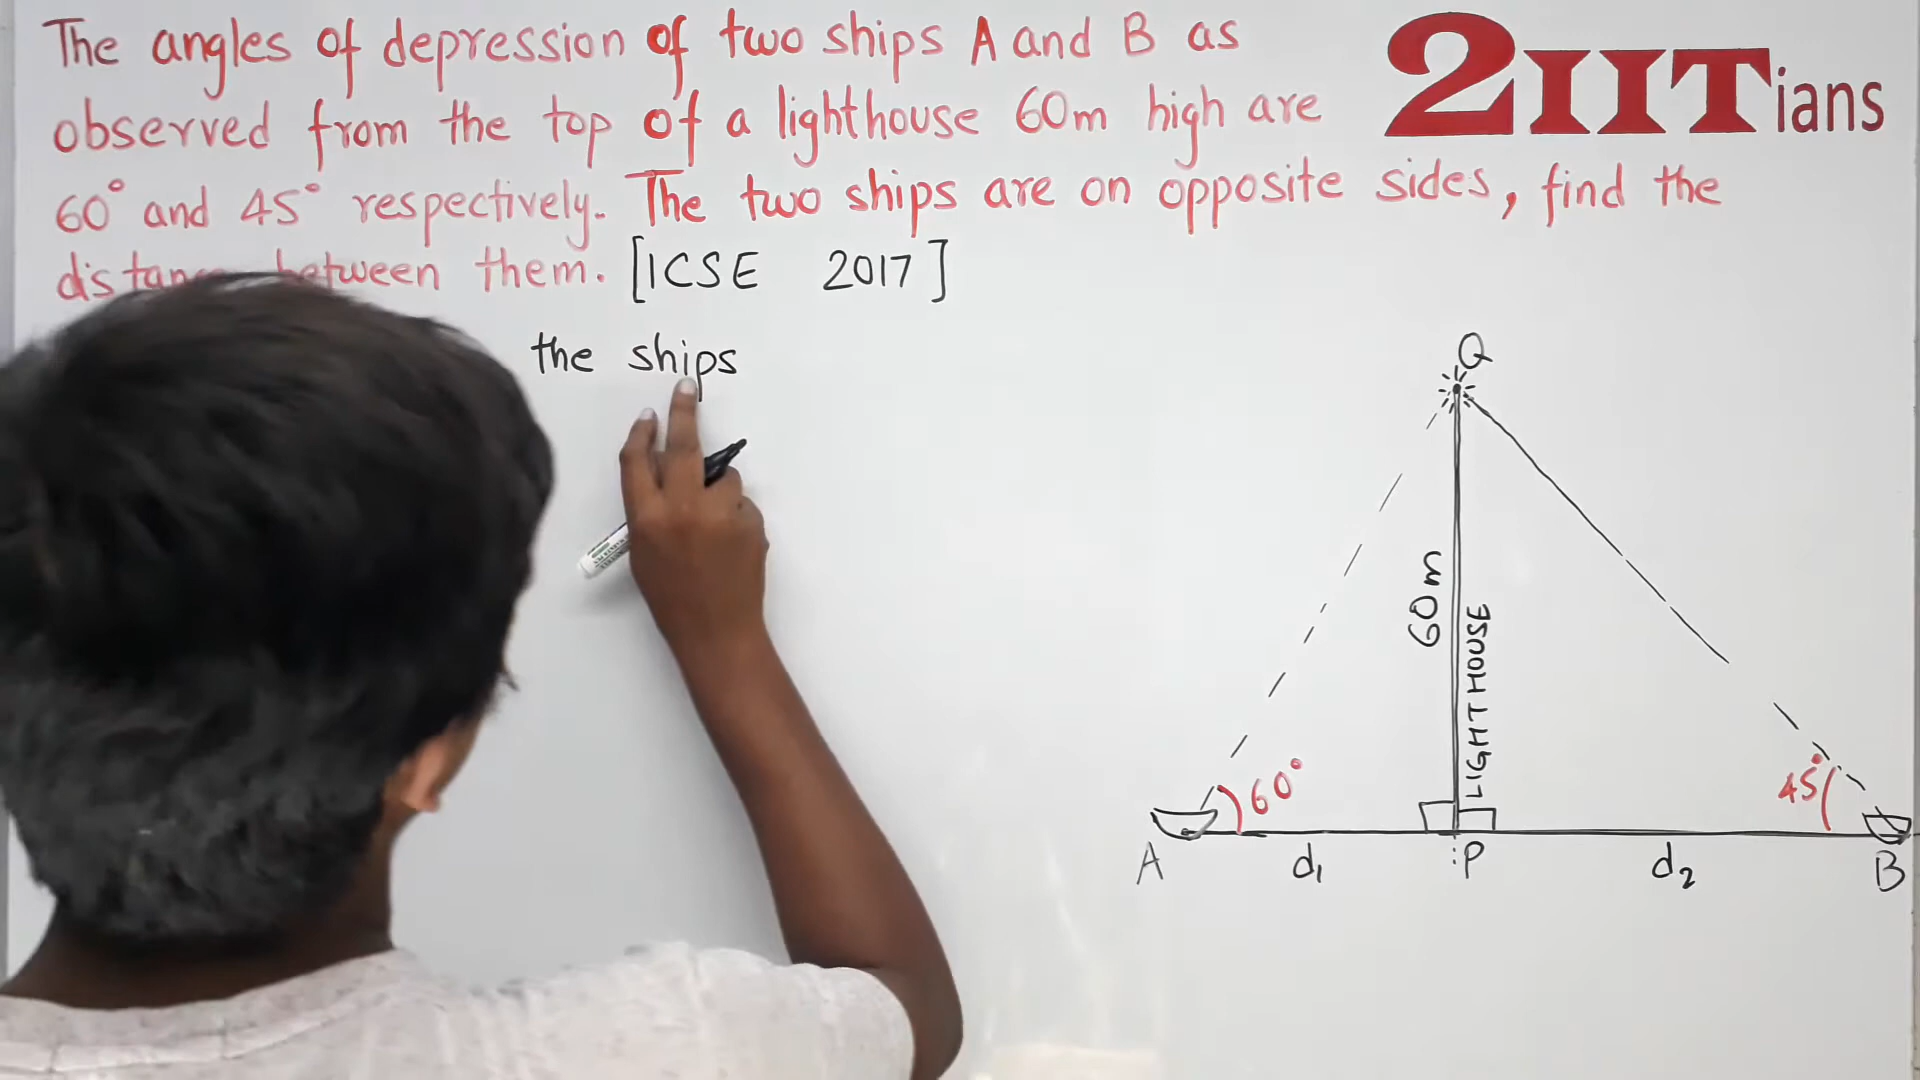 The angles of depression of two ships A and B as
observed from the top of a lighthouse 60m high are
60° and 45° respectively. The two ships are on opposite sides, find the
distance between them. [ICSE 2017]
2IITians
the ships
Q
60m
LIGHTHOUSE
60°
45°
A
d₁
P
d₂
B